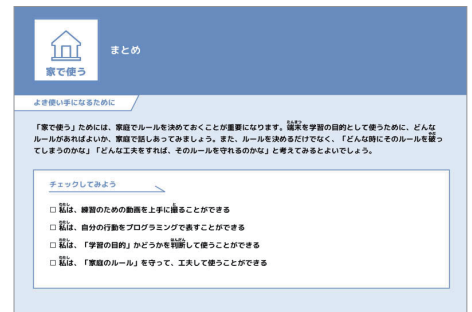 家で使う
まとめ
よき使い手になるために
「家で使う」ためには、家庭でルールを決めておくことが重要になります。端末を学習の目的として使うために、どんな
ルールがあればよいか、家庭で話しあってみましょう。また、ルールを決めるだけでなく、「どんな時にそのルールを破っ
てしまうのかな」「どんな工夫をすれば、そのルールを守れるのかな」と考えてみるとよいでしょう。
チェックしてみよう
□ 私は、練習のための動画を上手に撮ることができる
□ 私は、自分の行動をプログラミングで表すことができる
□ 私は、「学習の目的」かどうかを判断して使うことができる
□ 私は、「家庭のルール」を守って、工夫して使うことができる